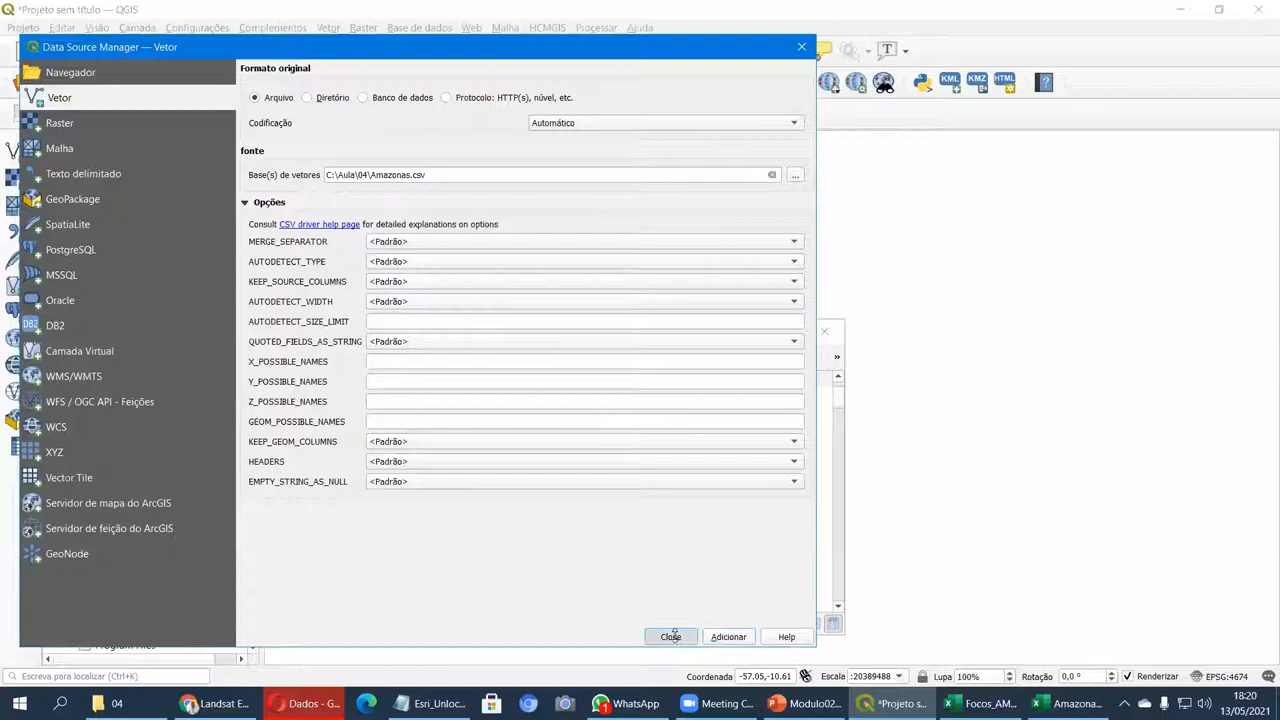 *Projeto sem título — QGIS
Projeto Editar Visão Camada Configurações Complementos Vetor Raster Base de dados Web Malha HCMGIS Processar Ajuda
Data Source Manager — Vetor
Navegador
Vetor
Raster
Malha
Texto delimitado
GeoPackage
SpatiaLite
PostgreSQL
MSSQL
Oracle
DB2
Camada Virtual
WMS/WMTS
WFS / OGC API - Feições
WCS
XYZ
Vector Tile
Servidor de mapa do ArcGIS
Servidor de feição do ArcGIS
GeoNode
Formato original
Arquivo Diretório Banco de dados Protocolo: HTTP(s), núvel, etc.
Codificação Automático
fonte
Base(s) de vetores C:\Aula\04\Amazonas.csv ...
Opções
Consult CSV driver help page for detailed explanations on options
MERGE_SEPARATOR <Padrão>
AUTODETECT_TYPE <Padrão>
KEEP_SOURCE_COLUMNS <Padrão>
AUTODETECT_WIDTH <Padrão>
AUTODETECT_SIZE_LIMIT
QUOTED_FIELDS_AS_STRING <Padrão>
X_POSSIBLE_NAMES
Y_POSSIBLE_NAMES
Z_POSSIBLE_NAMES
GEOM_POSSIBLE_NAMES
KEEP_GEOM_COLUMNS <Padrão>
HEADERS <Padrão>
EMPTY_STRING_AS_NULL <Padrão>
Close Adicionar Help
KML KMZ HTML
»
Program Files
Escreva para localizar (Ctrl+K) Coordenada -57.05,-10.61 Escala :20389488 Lupa 100% Rotação 0,0 ° Renderizar EPSG:4674
04 Landsat E... Dados - G... Esri_Unloc... 1 WhatsApp Meeting C... Modulo02... *Projeto s... Focos_AM... Amazona... 18:20
13/05/2021